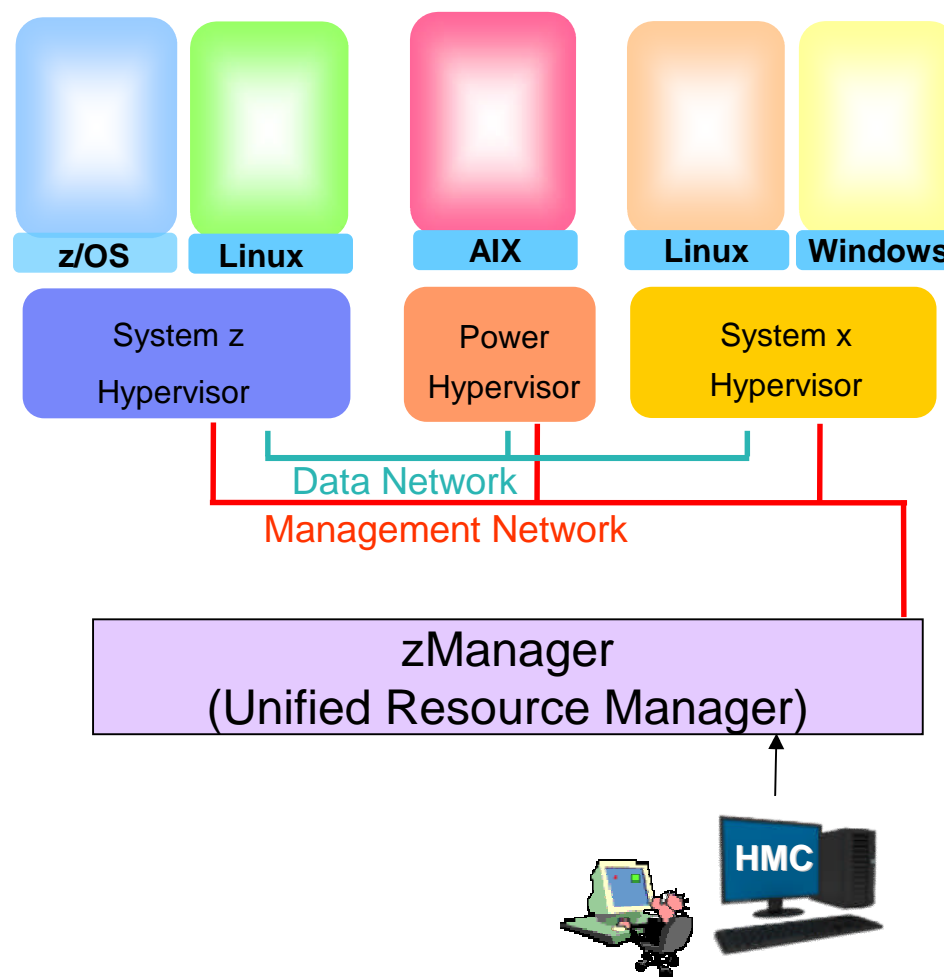 z/OS
Linux
AIX
Linux
Windows
System z
Hypervisor
Power
Hypervisor
System x
Hypervisor
Data Network
Management Network
zManager
(Unified Resource Manager)
HMC